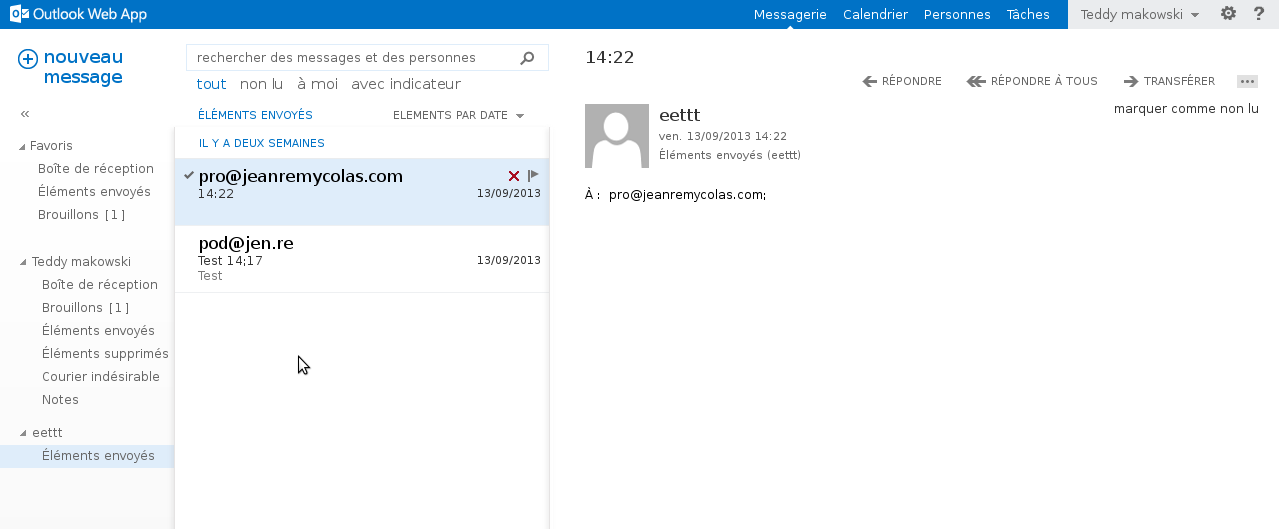 Outlook Web App
Messagerie Calendrier Personnes Tâches Teddy makowski ?
nouveau
message
«
Favoris
Boîte de réception
Éléments envoyés
Brouillons [1]
Teddy makowski
Boîte de réception
Brouillons [1]
Éléments envoyés
Éléments supprimés
Courier indésirable
Notes
eettt
Éléments envoyés
rechercher des messages et des personnes
tout non lu à moi avec indicateur
ÉLÉMENTS ENVOYÉS ELEMENTS PAR DATE
IL Y A DEUX SEMAINES
pro@jeanremycolas.com
14:22 13/09/2013
pod@jen.re
Test 14;17 13/09/2013
Test
14:22
RÉPONDRE RÉPONDRE À TOUS TRANSFÉRER ...
marquer comme non lu
eettt
ven. 13/09/2013 14:22
Éléments envoyés (eettt)
À : pro@jeanremycolas.com;